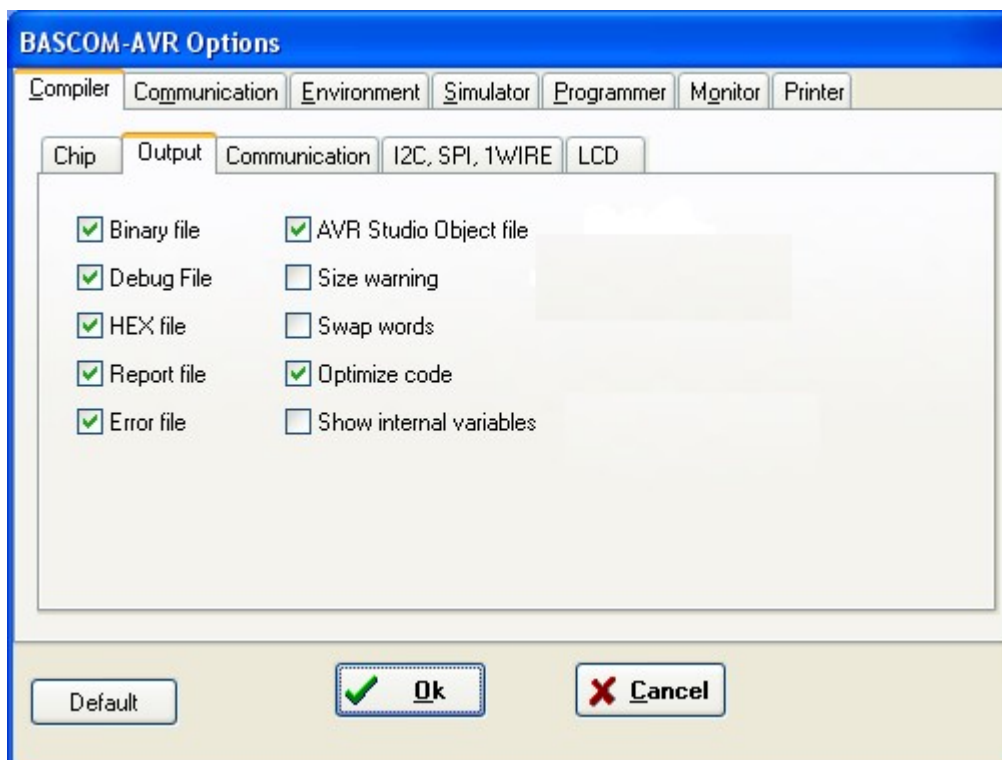 BASCOM-AVR Options
Compiler Communication Environment Simulator Programmer Monitor Printer
Chip Output Communication I2C, SPI, 1WIRE LCD
Binary file AVR Studio Object file
Debug File Size warning
HEX file Swap words
Report file Optimize code
Error file Show internal variables
Default Ok Cancel